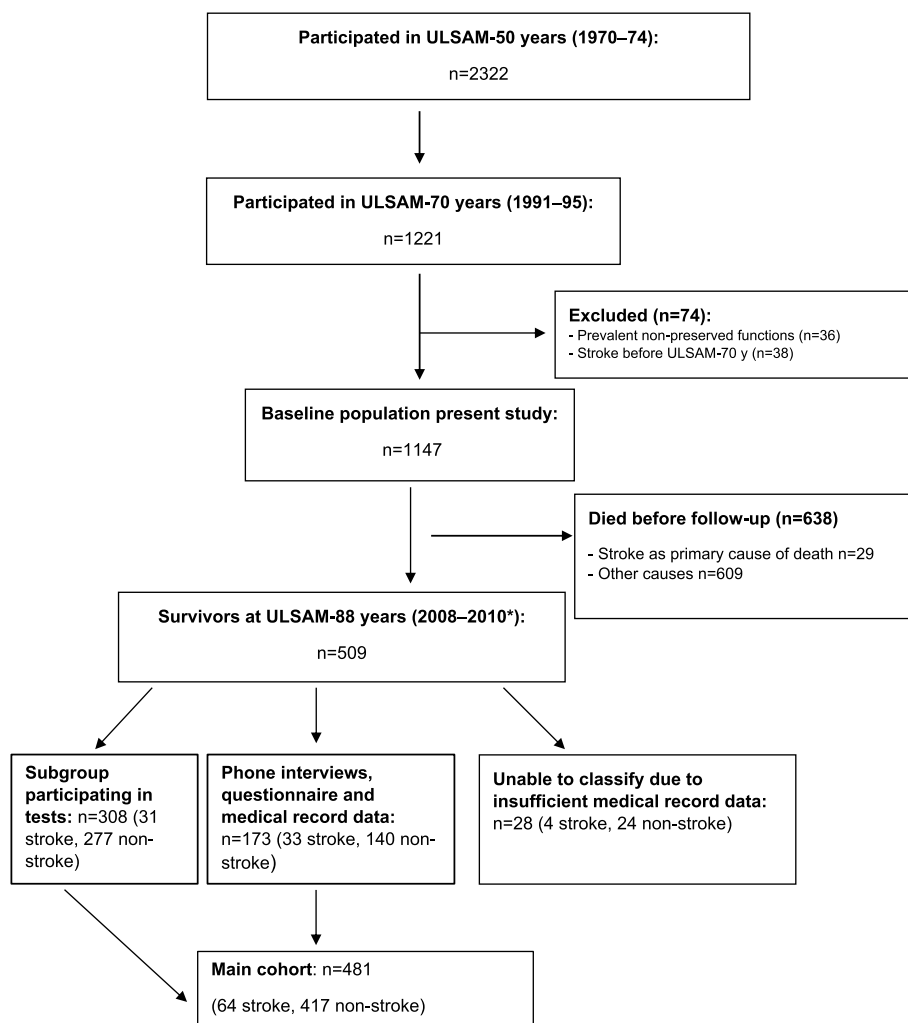 Participated in ULSAM-50 years (1970–74):
n=2322
Participated in ULSAM-70 years (1991–95):
n=1221
Excluded (n=74):
- Prevalent non-preserved functions (n=36)
- Stroke before ULSAM-70 y (n=38)
Baseline population present study:
n=1147
Died before follow-up (n=638)
- Stroke as primary cause of death n=29
- Other causes n=609
Survivors at ULSAM-88 years (2008–2010*):
n=509
Subgroup
participating in
tests: n=308 (31
stroke, 277 non-
stroke)
Phone interviews,
questionnaire and
medical record data:
n=173 (33 stroke, 140 non-
stroke)
Unable to classify due to
insufficient medical record data:
n=28 (4 stroke, 24 non-stroke)
Main cohort: n=481
(64 stroke, 417 non-stroke)